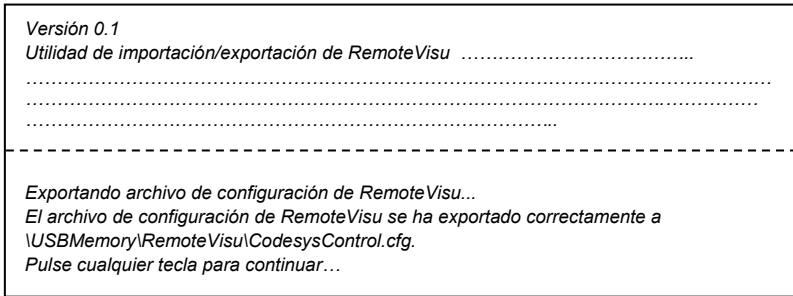 Versión 0.1
Utilidad de importación/exportación de RemoteVisu ………………………………..
…………………………………………………………………………………………………………
………………………………………………………………………………………..……………
…………………………………………………………………………...
Exportando archivo de configuración de RemoteVisu...
El archivo de configuración de RemoteVisu se ha exportado correctamente a
\USBMemory\RemoteVisu\CodesysControl.cfg.
Pulse cualquier tecla para continuar…